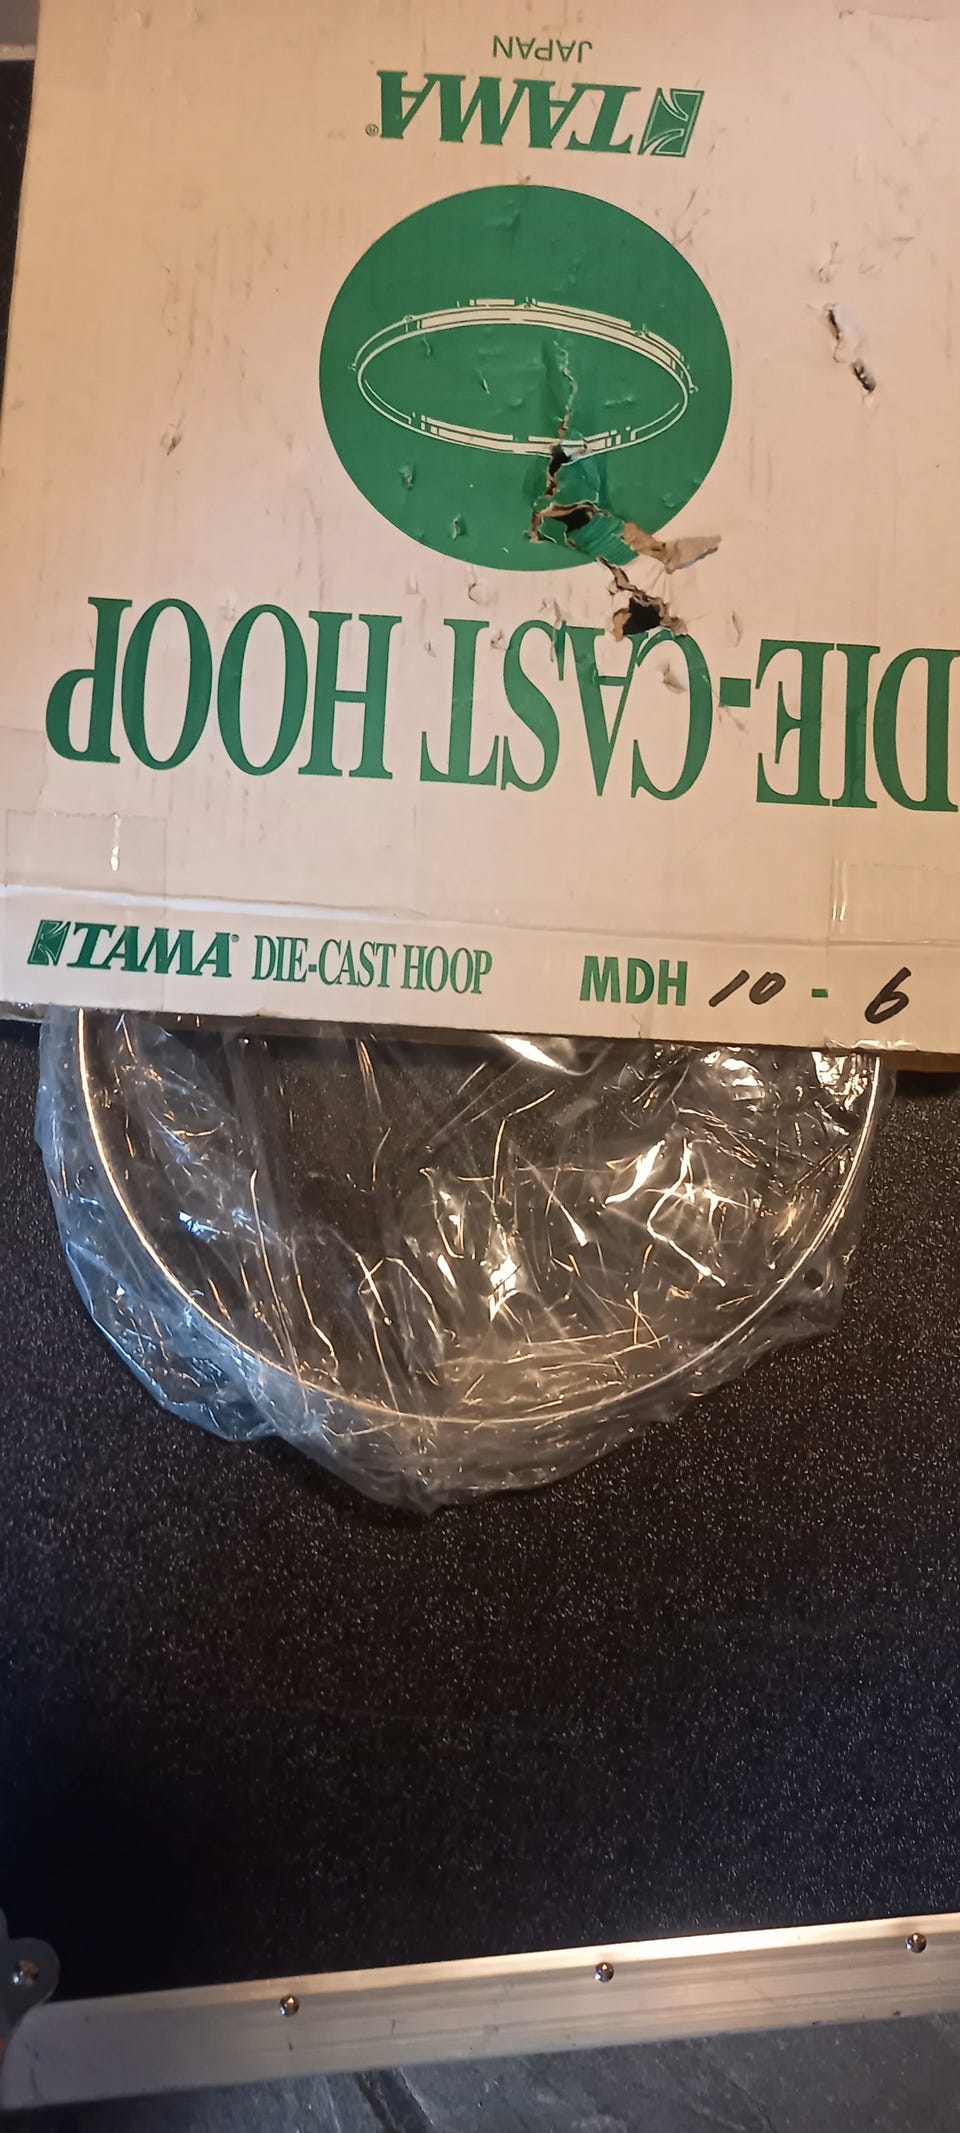 TAMA®
JAPAN
DIE-CAST HOOP
TAMA® DIE-CAST HOOP MDH 10 - 6